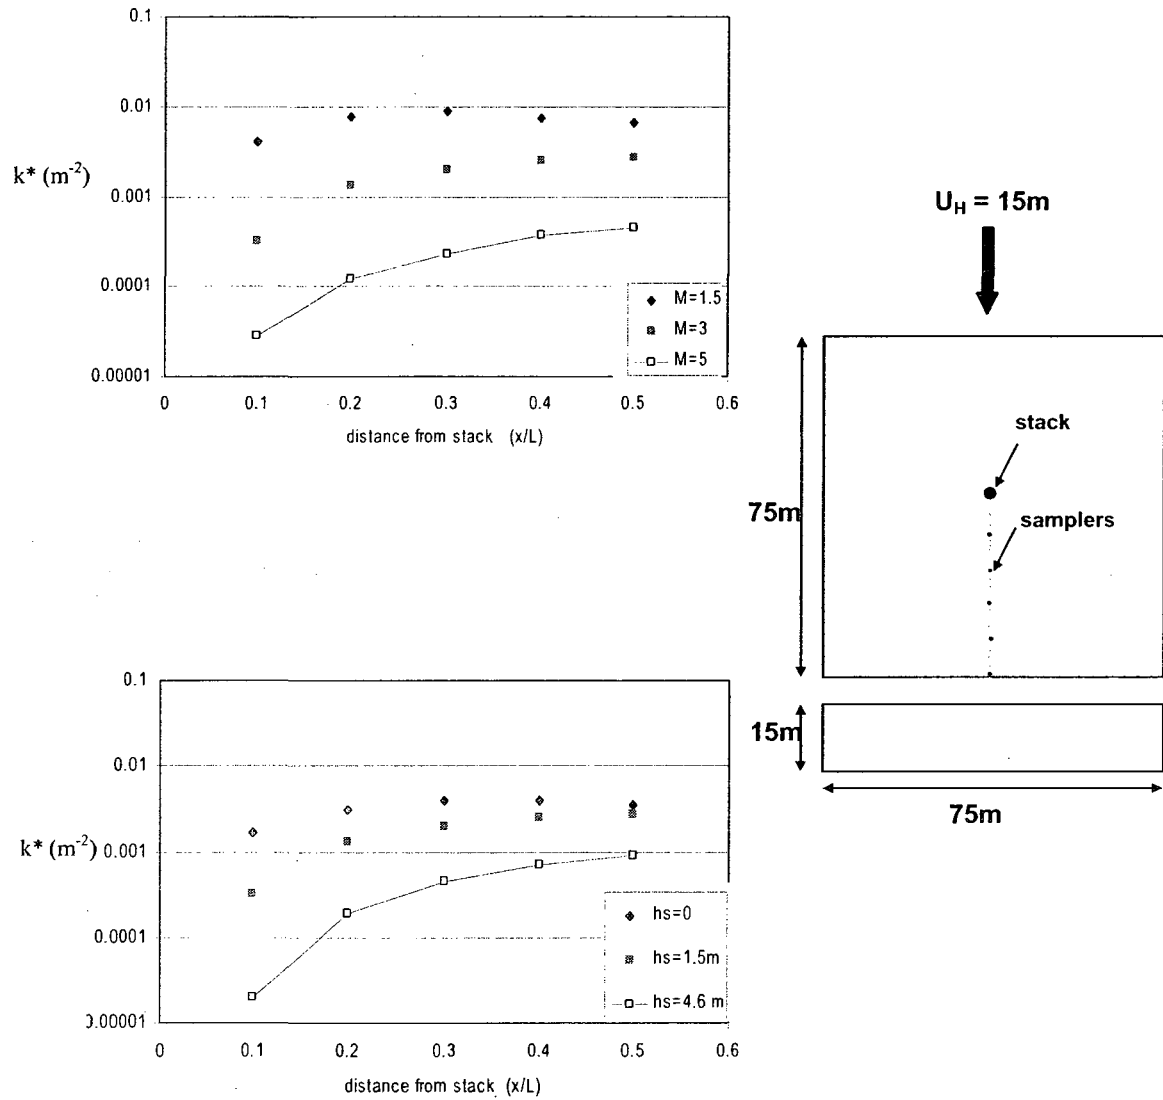 0.1
0.01
k* (m⁻²)
0.001
0.0001
0.00001
M=1.5
M=3
M=5
0 0.1 0.2 0.3 0.4 0.5 0.6
distance from stack (x/L)
U_H = 15m
stack
samplers
75m
15m
75m
0.1
0.01
k* (m⁻²)
0.001
0.0001
0.00001
hs=0
hs=1.5m
hs=4.6 m
0 0.1 0.2 0.3 0.4 0.5 0.6
distance from stack (x/L)